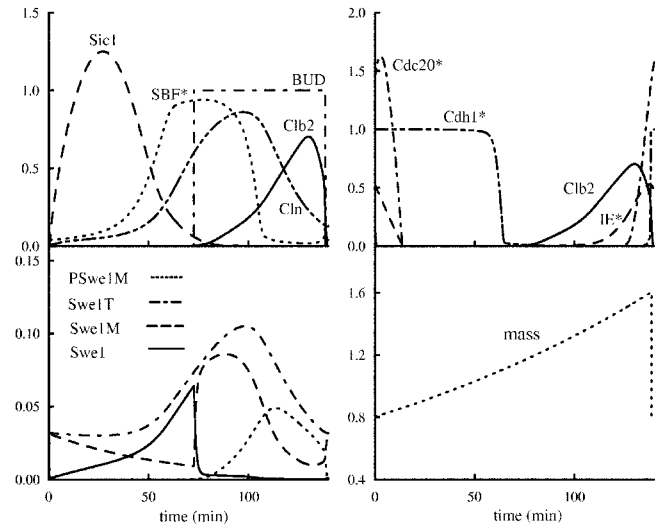 1.5
1.0
0.5
0.0
Sic1
SBF*
BUD
Clb2
Cln
2.0
1.5
1.0
0.5
0.0
Cdc20*
Cdh1*
Clb2
IE*
0.15
0.10
0.05
0.00
PSwe1M
Swe1T
Swe1M
Swe1
0
50
100
time (min)
1.6
1.2
0.8
0.4
mass
0
50
100
time (min)